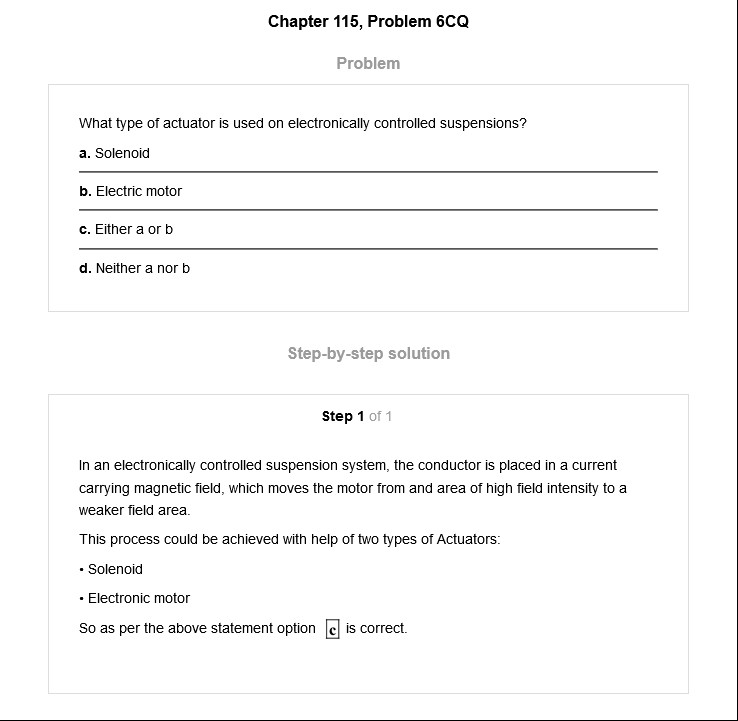 Chapter 115, Problem 6CQ
Problem
What type of actuator is used on electronically controlled suspensions?
a. Solenoid
b. Electric motor
c. Either a or b
d. Neither a nor b
Step-by-step solution
Step 1 of 1
In an electronically controlled suspension system, the conductor is placed in a current
carrying magnetic field, which moves the motor from and area of high field intensity to a
weaker field area.
This process could be achieved with help of two types of Actuators:
• Solenoid
• Electronic motor
So as per the above statement option c is correct.